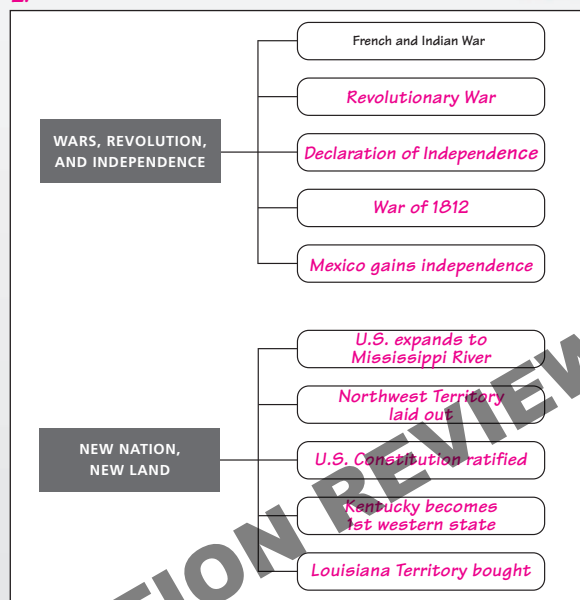 French and Indian War
Revolutionary War
WARS, REVOLUTION,
AND INDEPENDENCE
Declaration of Independence
War of 1812
Mexico gains independence
U.S. expands to
Mississippi River
Northwest Territory
laid out
NEW NATION,
NEW LAND
U.S. Constitution ratified
Kentucky becomes
1st western state
Louisiana Territory bought